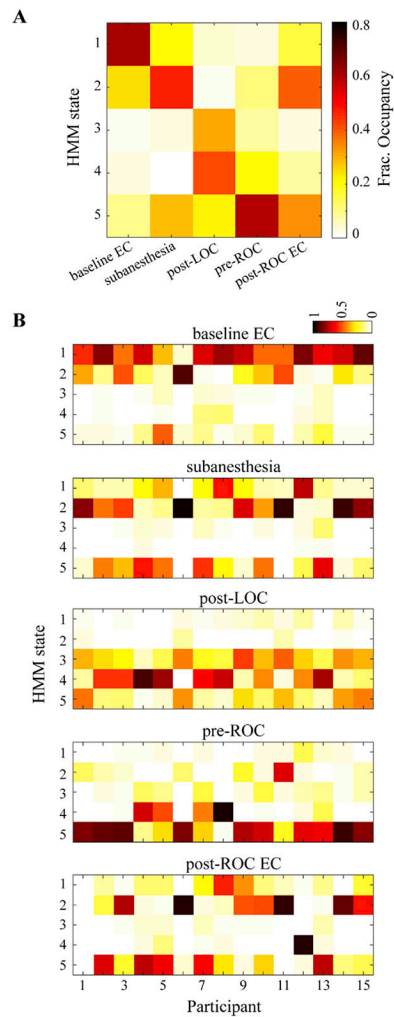 A
HMM state
1
2
3
4
5
baseline EC
subanesthesia
post-LOC
pre-ROC
post-ROC EC
0.8
0.6
0.4
0.2
0
Frac. Occupancy
B
1
0.5
0
baseline EC
1
2
3
4
5
subanesthesia
1
2
3
4
5
post-LOC
1
2
3
4
5
HMM state
pre-ROC
1
2
3
4
5
post-ROC EC
1
2
3
4
5
1 3 5 7 9 11 13 15
Participant